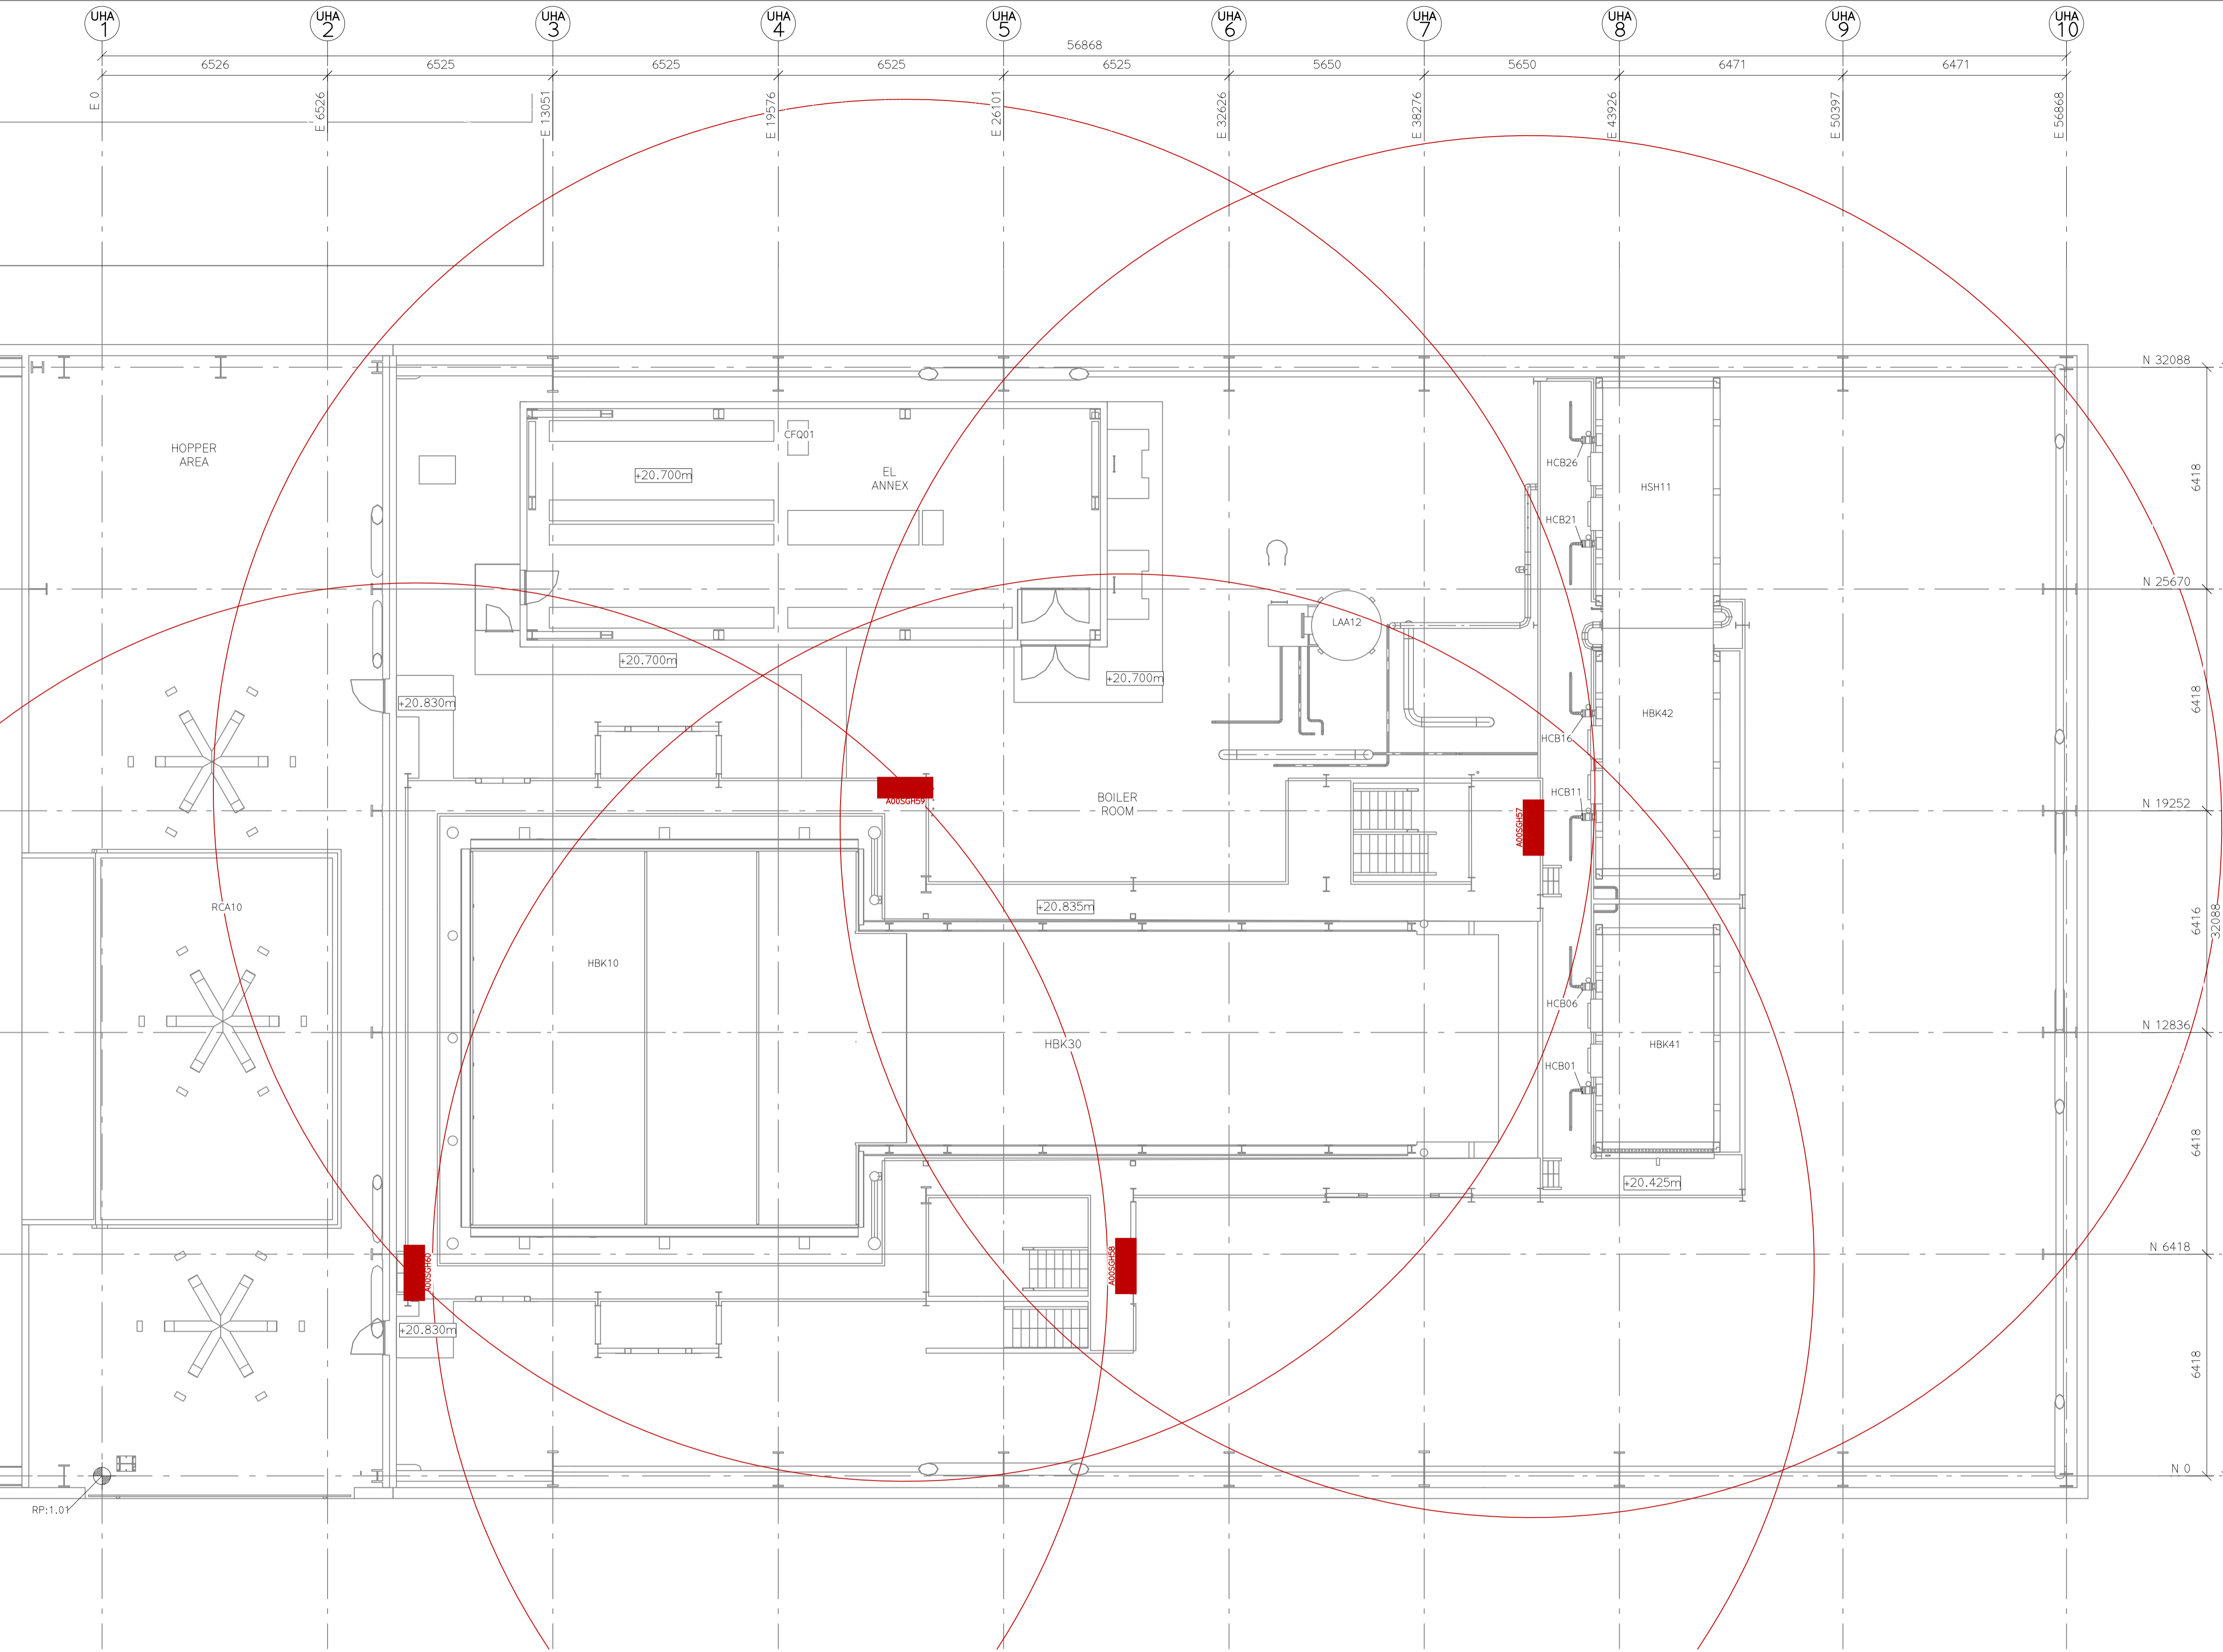 UHA
1
UHA
2
UHA
3
UHA
4
UHA
5
UHA
6
UHA
7
UHA
8
UHA
9
UHA
10
56868
6526
6525
6525
6525
6525
5650
5650
6471
6471
E 0
E 6526
E 13051
E 19576
E 26101
E 32626
E 38276
E 43926
E 50397
E 56868
N 32088
HOPPER
AREA
CFQ01
+20.700m
EL
ANNEX
HCB26
HSH11
6418
HCB21
N 25670
LAA12
+20.700m
+20.700m
+20.830m
HBK42
6418
HCB16
A00SGH59
BOILER
ROOM
HCB11
A00SGH57
N 19252
RCA10
+20.835m
6416
32088
HBK10
HCB06
N 12836
HBK30
HBK41
HCB01
6418
+20.425m
N 6418
A00SGH60
A00SGH58
+20.830m
6418
N 0
RP:1.01